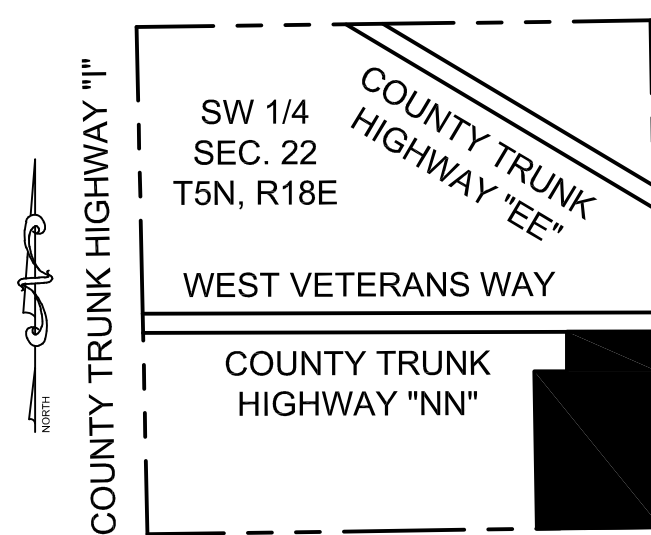 SW 1/4
SEC. 22
T5N, R18E
COUNTY TRUNK
HIGHWAY "EE"
WEST VETERANS WAY
COUNTY TRUNK
HIGHWAY "NN"
COUNTY TRUNK HIGHWAY "I"
NORTH